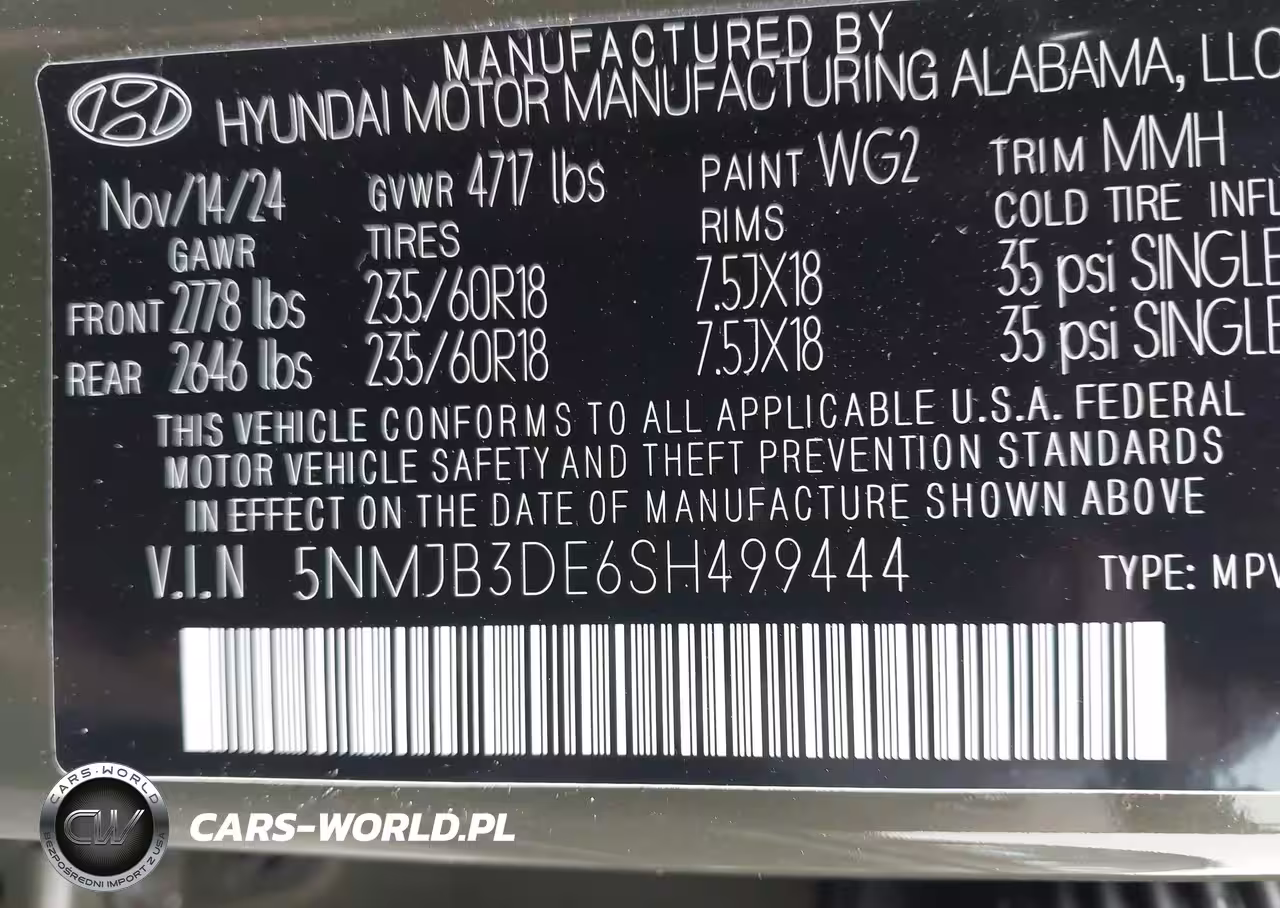 MANUFACTURED BY
HYUNDAI MOTOR MANUFACTURING ALABAMA, LLC
Nov/14/24 GVWR 4717 lbs PAINT WG2 TRIM MMH
GAWR TIRES RIMS COLD TIRE INFL
FRONT 2778 lbs 235/60R18 7.5JX18 35 psi SINGLE
REAR 2646 lbs 235/60R18 7.5JX18 35 psi SINGLE
THIS VEHICLE CONFORMS TO ALL APPLICABLE U.S.A. FEDERAL
MOTOR VEHICLE SAFETY AND THEFT PREVENTION STANDARDS
IN EFFECT ON THE DATE OF MANUFACTURE SHOWN ABOVE
V.I.N 5NMJB3DE6SH499444 TYPE: MPV
CARS-WORLD
CW
BEZPOŚREDNI IMPORT Z USA
CARS-WORLD.PL